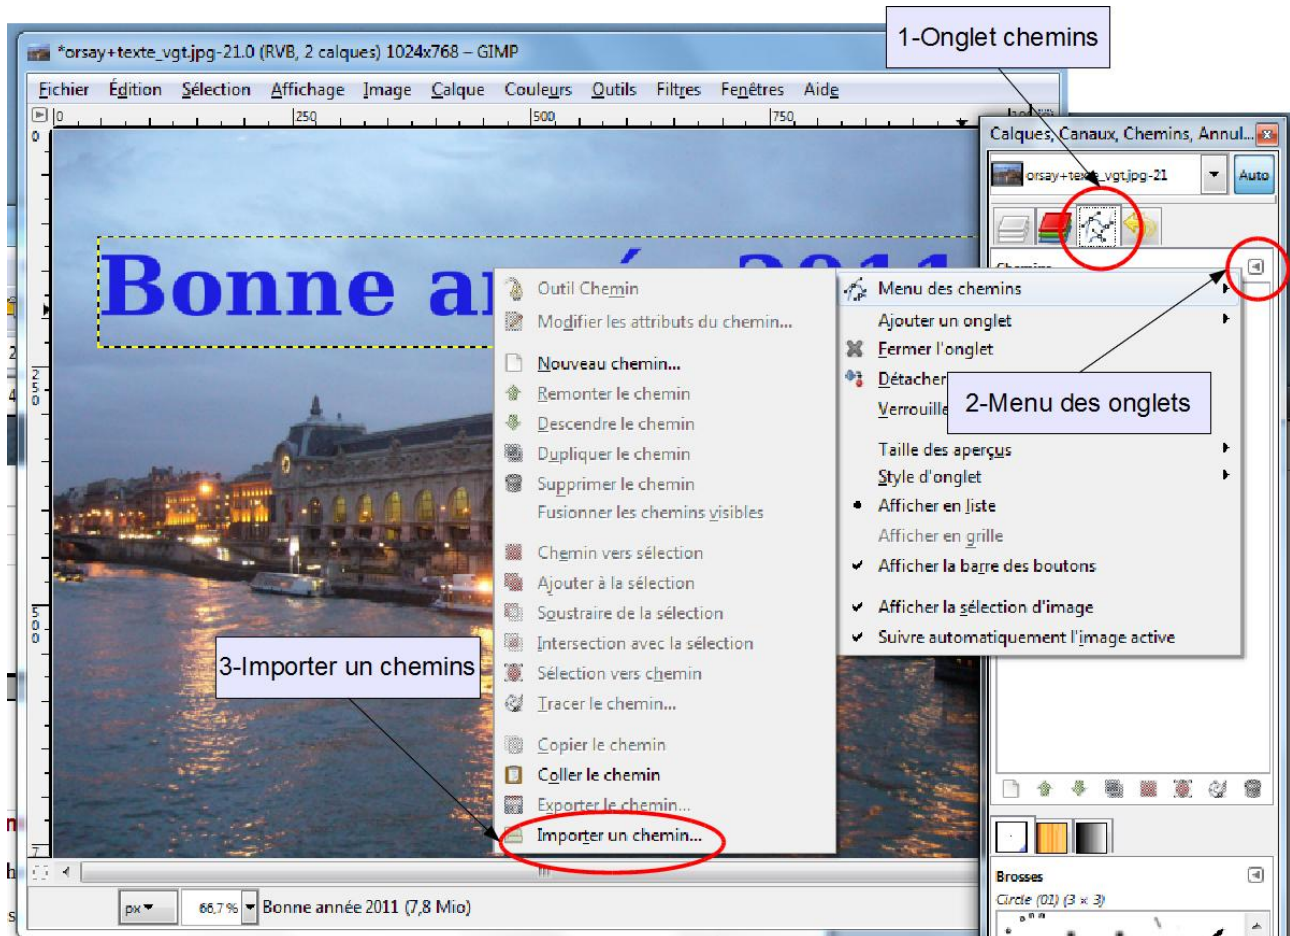 1-Onglet chemins
*orsay+texte_vgt.jpg-21.0 (RVB, 2 calques) 1024x768 – GIMP
Fichier Édition Sélection Affichage Image Calque Couleurs Outils Filtres Fenêtres Aide
0 250 500 750
Calques, Canaux, Chemins, Annul...
orsay+texte_vgt.jpg-21 Auto
Chemins
Bonne
2011
Outil Chemin
Modifier les attributs du chemin...
Nouveau chemin...
Remonter le chemin
Descendre le chemin
Dupliquer le chemin
Supprimer le chemin
Fusionner les chemins visibles
Chemin vers sélection
Ajouter à la sélection
Soustraire de la sélection
Intersection avec la sélection
Sélection vers chemin
Tracer le chemin...
Copier le chemin
Coller le chemin
Exporter le chemin...
Importer un chemin...
Menu des chemins
Ajouter un onglet
Fermer l'onglet
Détacher
2-Menu des onglets
Taille des aperçus
Style d'onglet
Afficher en liste
Afficher en grille
Afficher la barre des boutons
Afficher la sélection d'image
Suivre automatiquement l'image active
3-Importer un chemins
px 66,7 % Bonne année 2011 (7,8 Mio)
Brosses
Circle (01) (3 × 3)